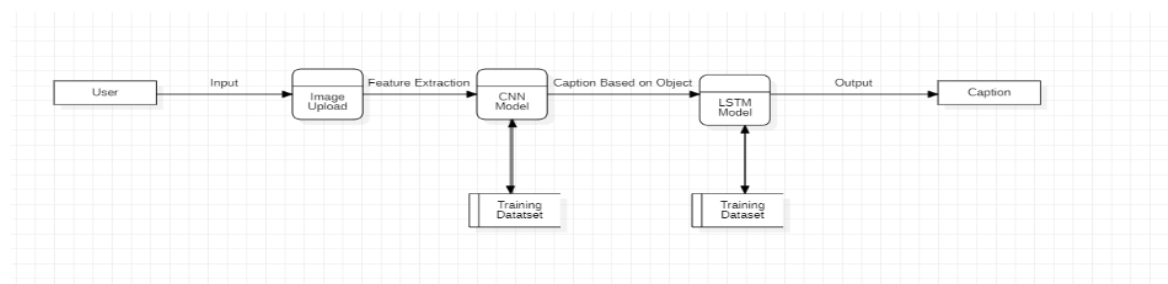 User
Input
Image
Upload
Feature Extraction
CNN
Model
Caption Based on Object
LSTM
Model
Output
Caption
Training
Datatset
Training
Dataset